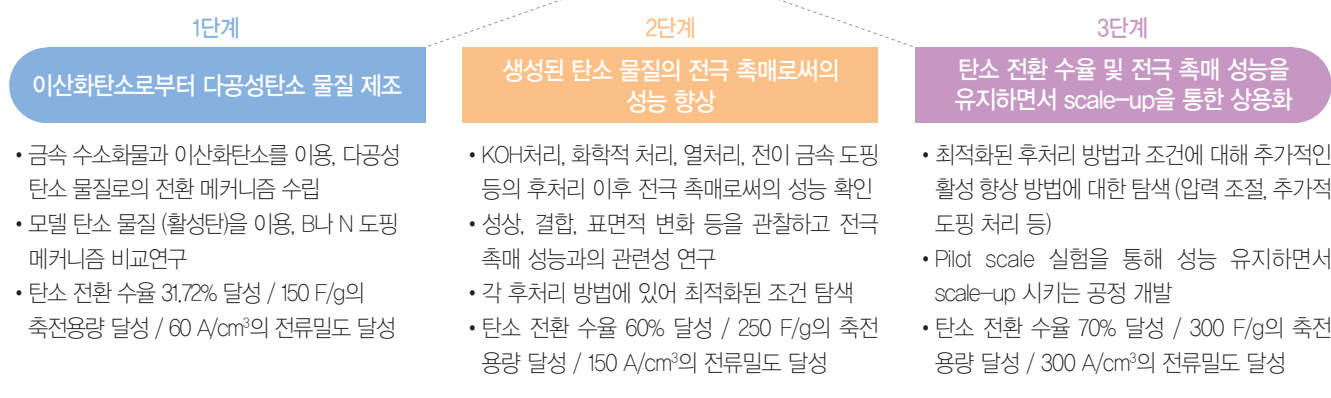 1단계
이산화탄소로부터 다공성탄소 물질 제조
• 금속 수소화물과 이산화탄소를 이용, 다공성
탄소 물질로의 전환 메커니즘 수립
• 모델 탄소 물질 (활성탄)을 이용, B나 N 도핑
메커니즘 비교연구
• 탄소 전환 수율 31.72% 달성 / 150 F/g의
축전용량 달성 / 60 A/cm³의 전류밀도 달성
2단계
생성된 탄소 물질의 전극 촉매로써의
성능 향상
• KOH처리, 화학적 처리, 열처리, 전이 금속 도핑
등의 후처리 이후 전극 촉매로써의 성능 확인
• 성상, 결합, 표면적 변화 등을 관찰하고 전극
촉매 성능과의 관련성 연구
• 각 후처리 방법에 있어 최적화된 조건 탐색
• 탄소 전환 수율 60% 달성 / 250 F/g의 축전
용량 달성 / 150 A/cm³의 전류밀도 달성
3단계
탄소 전환 수율 및 전극 촉매 성능을
유지하면서 scale-up을 통한 상용화
• 최적화된 후처리 방법과 조건에 대해 추가적인
활성 향상 방법에 대한 탐색 (압력 조절, 추가적
도핑 처리 등)
• Pilot scale 실험을 통해 성능 유지하면서
scale-up 시키는 공정 개발
• 탄소 전환 수율 70% 달성 / 300 F/g의 축전
용량 달성 / 300 A/cm³의 전류밀도 달성